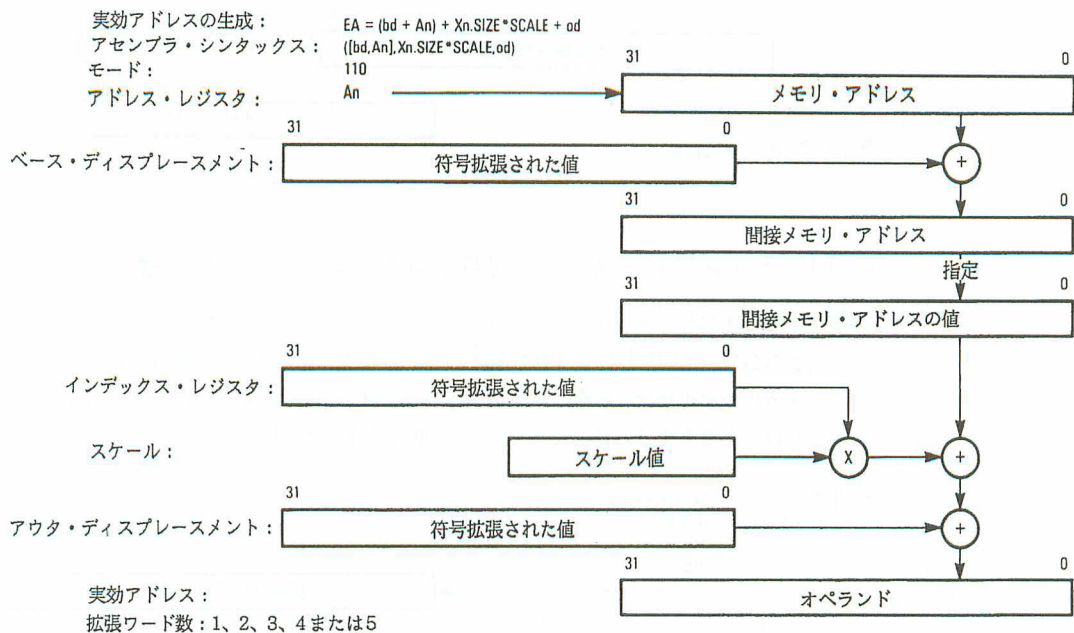 実効アドレスの生成： EA = (bd + An) + Xn.SIZE*SCALE + od
アセンブラ・シンタックス： ([bd,An],Xn.SIZE*SCALE,od)
モード： 110
31 0
アドレス・レジスタ： An メモリ・アドレス
31 0
ベース・ディスプレースメント： 符号拡張された値 +
31 0
間接メモリ・アドレス
指定
31 0
間接メモリ・アドレスの値
31 0
インデックス・レジスタ： 符号拡張された値
スケール： スケール値 X +
31 0
アウタ・ディスプレースメント： 符号拡張された値 +
31 0
オペランド
実効アドレス：
拡張ワード数：1、2、3、4または5